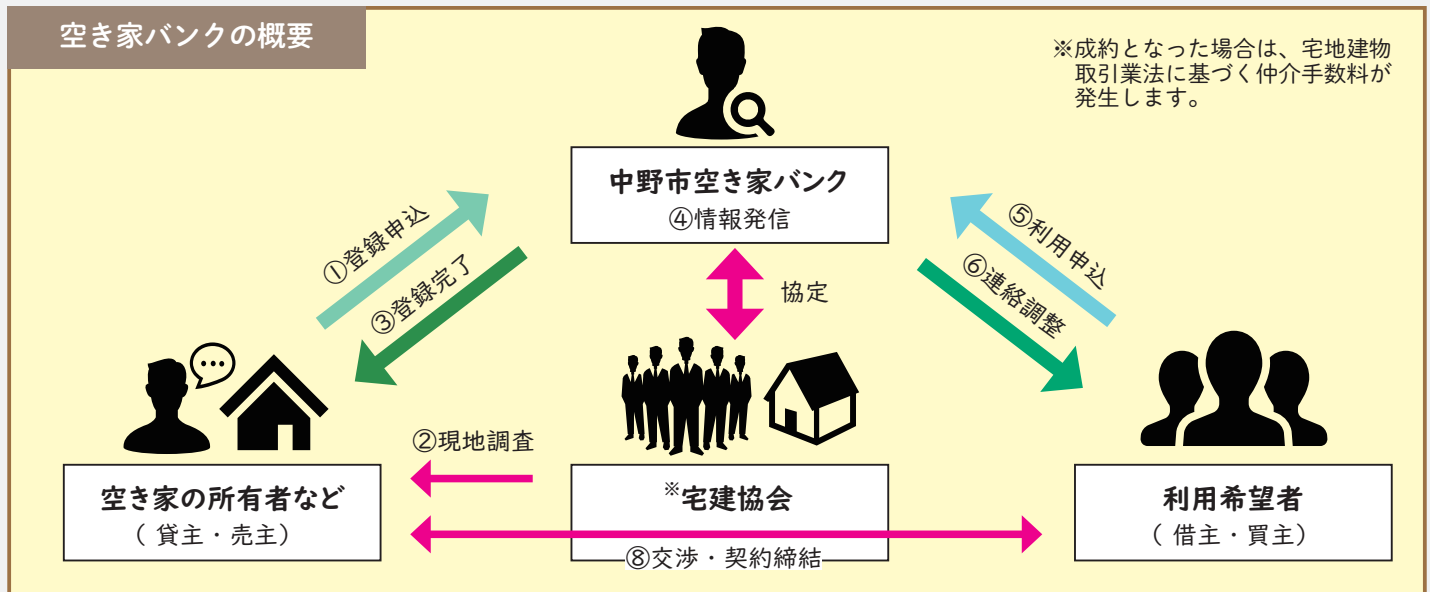 空き家バンクの概要
※成約となった場合は、宅地建物
取引業法に基づく仲介手数料が
発生します。
中野市空き家バンク
④情報発信
①登録申込
③登録完了
⑤利用申込
⑥連絡調整
協定
②現地調査
空き家の所有者など
（ 貸主・売主）
※宅建協会
⑧交渉・契約締結
利用希望者
（ 借主・買主）